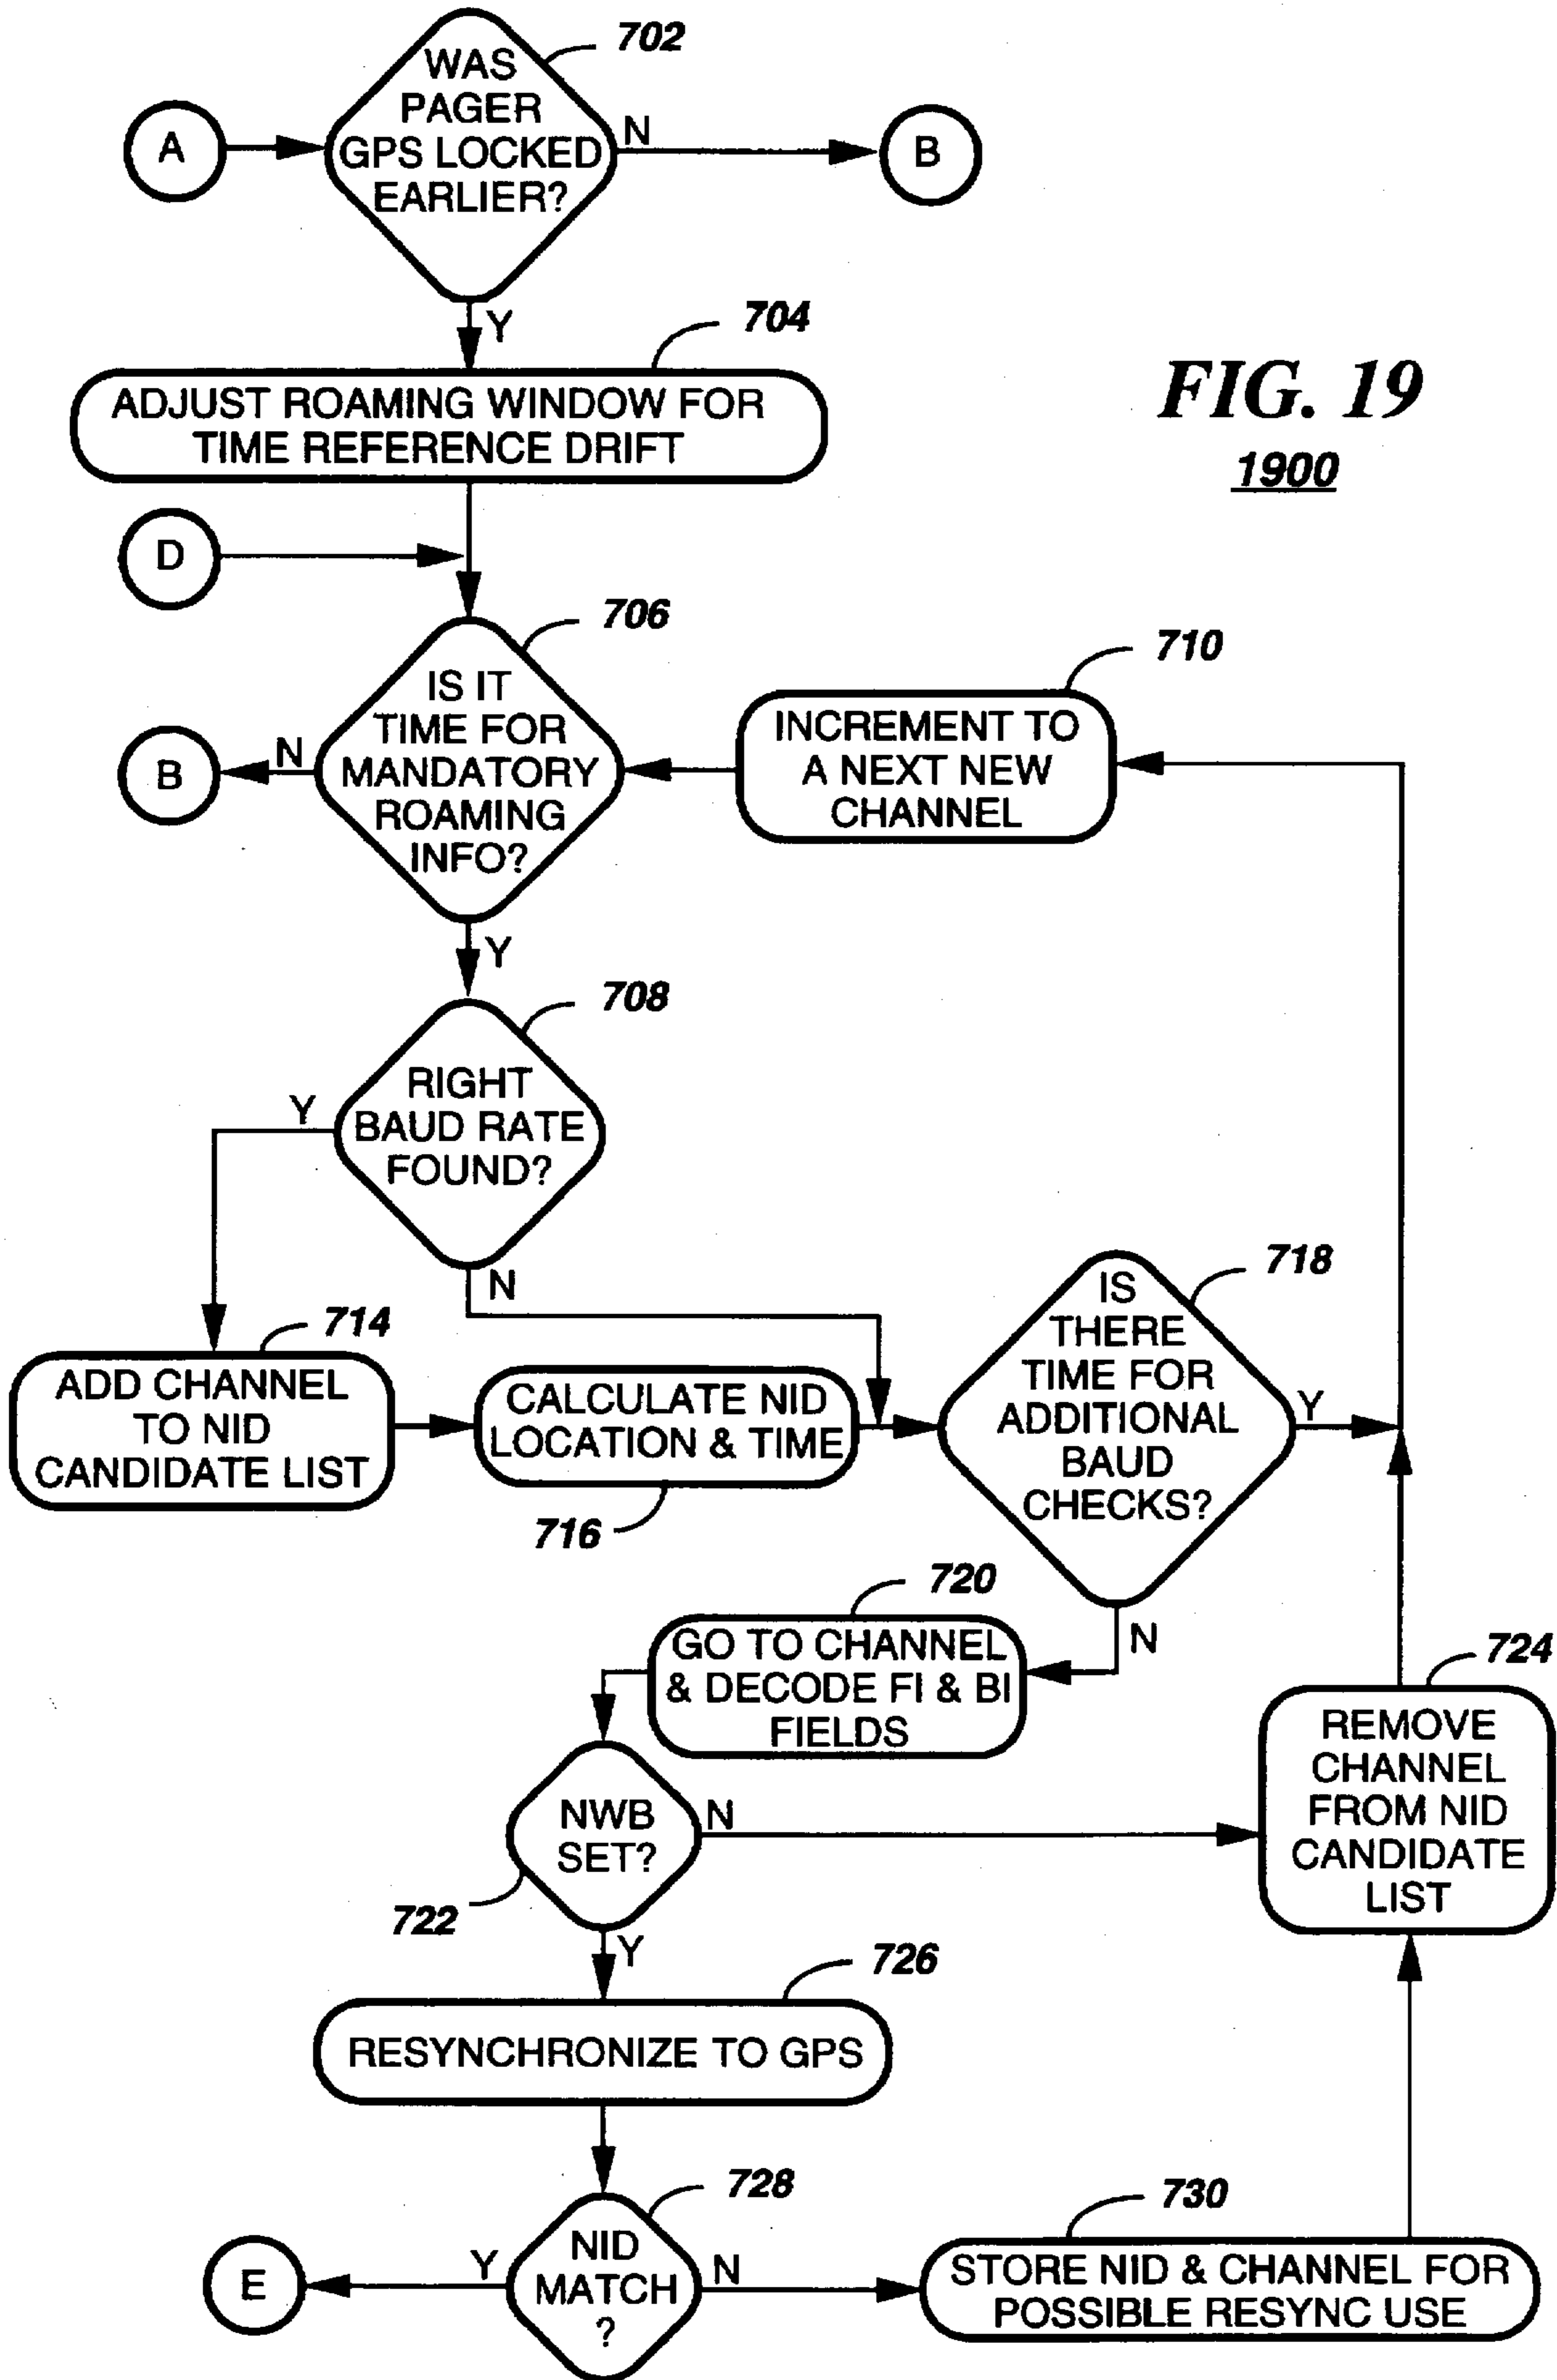 702
WAS
PAGER
GPS LOCKED
EARLIER?
A
N
B
Y
704
ADJUST ROAMING WINDOW FOR
TIME REFERENCE DRIFT
FIG. 19
1900
D
706
IS IT
TIME FOR
MANDATORY
ROAMING
INFO?
N
B
710
INCREMENT TO
A NEXT NEW
CHANNEL
Y
708
RIGHT
BAUD RATE
FOUND?
Y
N
714
ADD CHANNEL
TO NID
CANDIDATE LIST
CALCULATE NID
LOCATION & TIME
716
718
IS
THERE
TIME FOR
ADDITIONAL
BAUD
CHECKS?
Y
N
720
GO TO CHANNEL
& DECODE FI & BI
FIELDS
724
REMOVE
CHANNEL
FROM NID
CANDIDATE
LIST
NWB
SET?
N
722
Y
726
RESYNCHRONIZE TO GPS
728
NID
MATCH
?
Y
E
N
730
STORE NID & CHANNEL FOR
POSSIBLE RESYNC USE